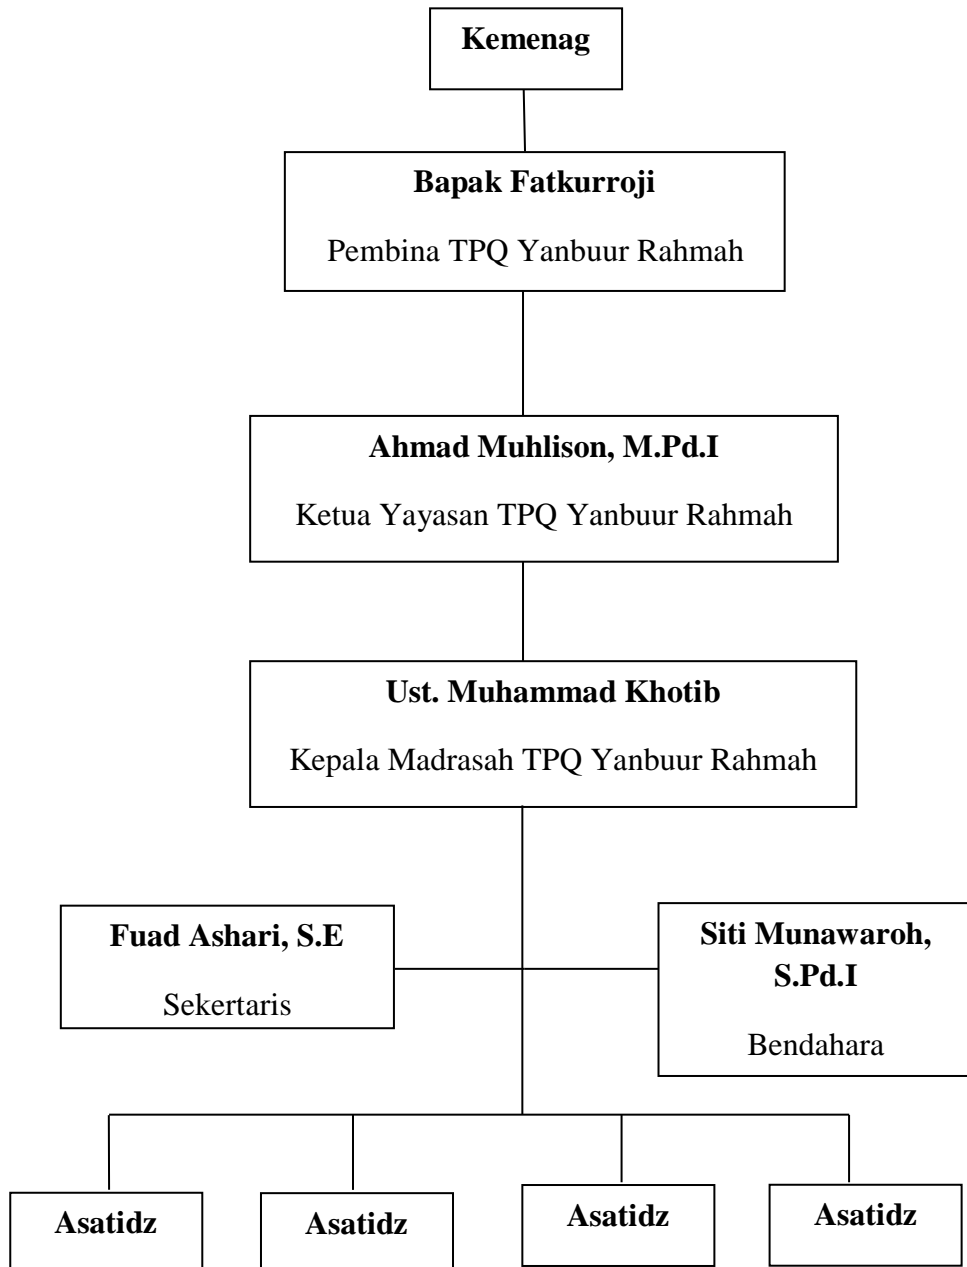 Kemenag
Bapak Fatkurroji
Pembina TPQ Yanbuur Rahmah
Ahmad Muhlison, M.Pd.I
Ketua Yayasan TPQ Yanbuur Rahmah
Ust. Muhammad Khotib
Kepala Madrasah TPQ Yanbuur Rahmah
Fuad Ashari, S.E
Sekertaris
Siti Munawaroh,
S.Pd.I
Bendahara
Asatidz
Asatidz
Asatidz
Asatidz